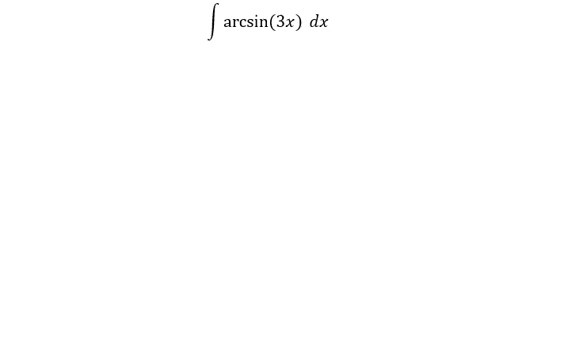 ∫ arcsin(3x) dx